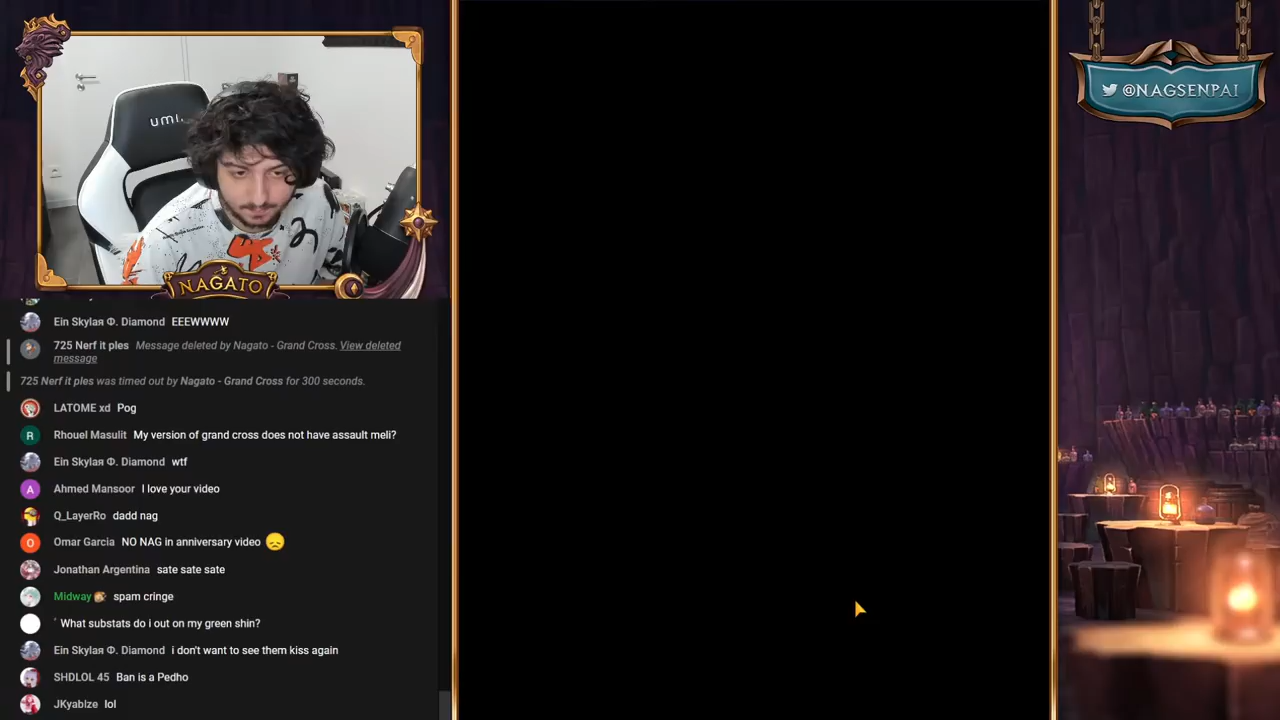 umi.
NAGATO
@NAGSENPAI
Ein Skylaя Ф. Diamond EEEWWWW
725 Nerf it ples Message deleted by Nagato - Grand Cross. View deleted
message
725 Nerf it ples was timed out by Nagato - Grand Cross for 300 seconds.
LATOME xd Pog
R Rhouel Masulit My version of grand cross does not have assault meli?
Ein Skylaя Ф. Diamond wtf
A Ahmed Mansoor I love your video
Q_LayerRo dadd nag
O Omar Garcia NO NAG in anniversary video 😞
Jonathan Argentina sate sate sate
Midway spam cringe
' What substats do i out on my green shin?
Ein Skylaя Ф. Diamond i don't want to see them kiss again
SHDLOL 45 Ban is a Pedho
JKyablze lol